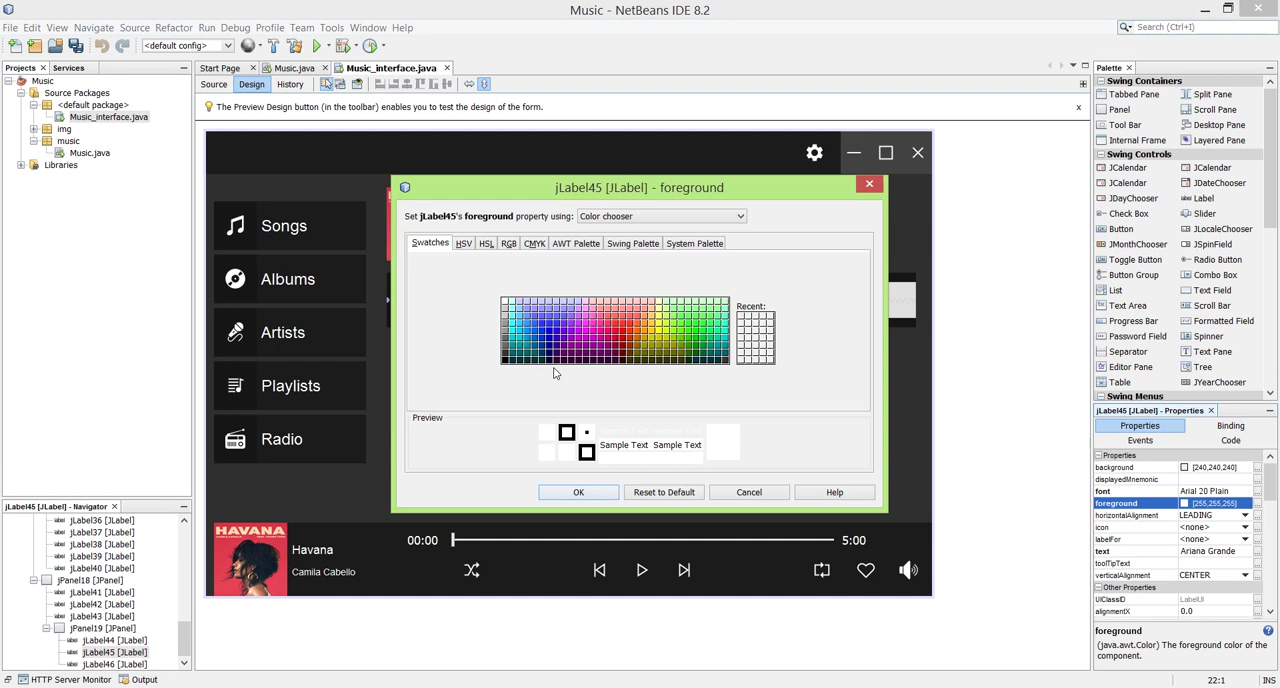 Music - NetBeans IDE 8.2
File Edit View Navigate Source Refactor Run Debug Profile Team Tools Window Help
Search (Ctrl+I)
<default config>
Projects Services
Music
Source Packages
<default package>
Music_interface.java
img
music
Music.java
Libraries
Start Page Music.java Music_interface.java
Source Design History
The Preview Design button (in the toolbar) enables you to test the design of the form.
Songs
Albums
Artists
Playlists
Radio
jLabel45 [JLabel] - foreground
Set jLabel45's foreground property using: Color chooser
Swatches HSV HSL RGB CMYK AWT Palette Swing Palette System Palette
Recent:
Preview
Sample Text Sample Text
OK Reset to Default Cancel Help
HAVANA
Havana
Camila Cabello
00:00
5:00
Palette
Swing Containers
Tabbed Pane Split Pane
Panel Scroll Pane
Tool Bar Desktop Pane
Internal Frame Layered Pane
Swing Controls
JCalendar JCalendar
JCalendar JDateChooser
JDayChooser label Label
Check Box Slider
Button JLocaleChooser
JMonthChooser JSpinField
Toggle Button Radio Button
Button Group Combo Box
List Text Field
Text Area Scroll Bar
Progress Bar Formatted Field
Password Field Spinner
Separator Text Pane
Editor Pane Tree
Table JYearChooser
Swing Menus
jLabel45 [JLabel] - Properties
Properties Binding
Events Code
Properties
background [240,240,240]
displayedMnemonic
font Arial 20 Plain
foreground [255,255,255]
horizontalAlignment LEADING
icon <none>
labelFor <none>
text Ariana Grande
toolTipText
verticalAlignment CENTER
Other Properties
UIClassID LabelUI
alignmentX 0.0
foreground
(java.awt.Color) The foreground color of the
component.
jLabel45 [JLabel] - Navigator
label jLabel36 [JLabel]
label jLabel37 [JLabel]
label jLabel38 [JLabel]
label jLabel39 [JLabel]
label jLabel40 [JLabel]
jPanel18 [JPanel]
label jLabel41 [JLabel]
label jLabel42 [JLabel]
label jLabel43 [JLabel]
jPanel19 [JPanel]
label jLabel44 [JLabel]
label jLabel45 [JLabel]
label jLabel46 [JLabel]
HTTP Server Monitor Output
22:1 INS